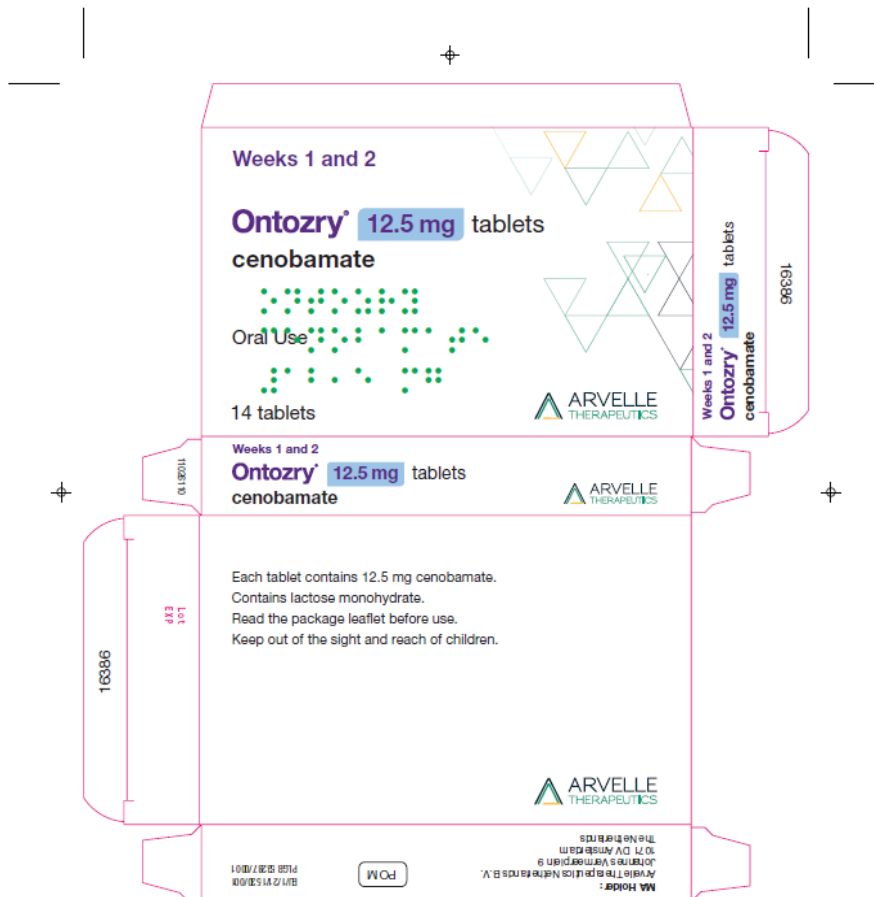 Weeks 1 and 2
Ontozry® 12.5 mg tablets
cenobamate
Oral Use
14 tablets
ARVELLE
THERAPEUTICS
Weeks 1 and 2
Ontozry® 12.5 mg tablets
cenobamate
16386
11026110
Weeks 1 and 2
Ontozry® 12.5 mg tablets
cenobamate
ARVELLE
THERAPEUTICS
Each tablet contains 12.5 mg cenobamate.
Contains lactose monohydrate.
Read the package leaflet before use.
Keep out of the sight and reach of children.
Lot
EXP
16386
ARVELLE
THERAPEUTICS
MA Holder:
Arvelle Therapeutics Netherlands B.V.
Johannes Vermeerplein 9
1071 DV Amsterdam
The Netherlands
POM